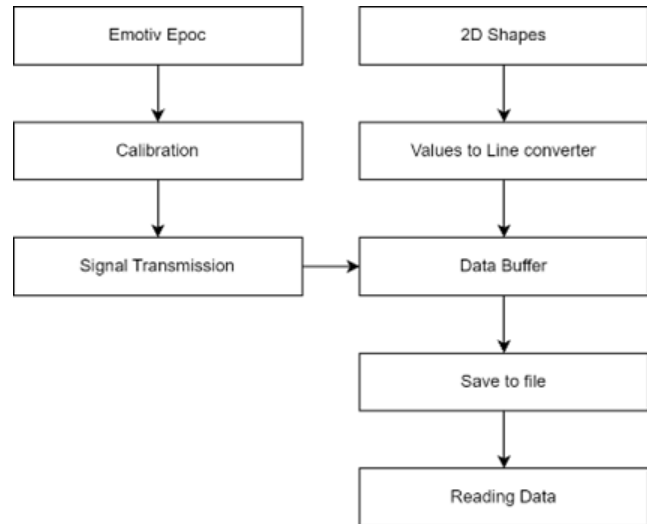 Emotiv Epoc
2D Shapes
Calibration
Values to Line converter
Signal Transmission
Data Buffer
Save to file
Reading Data